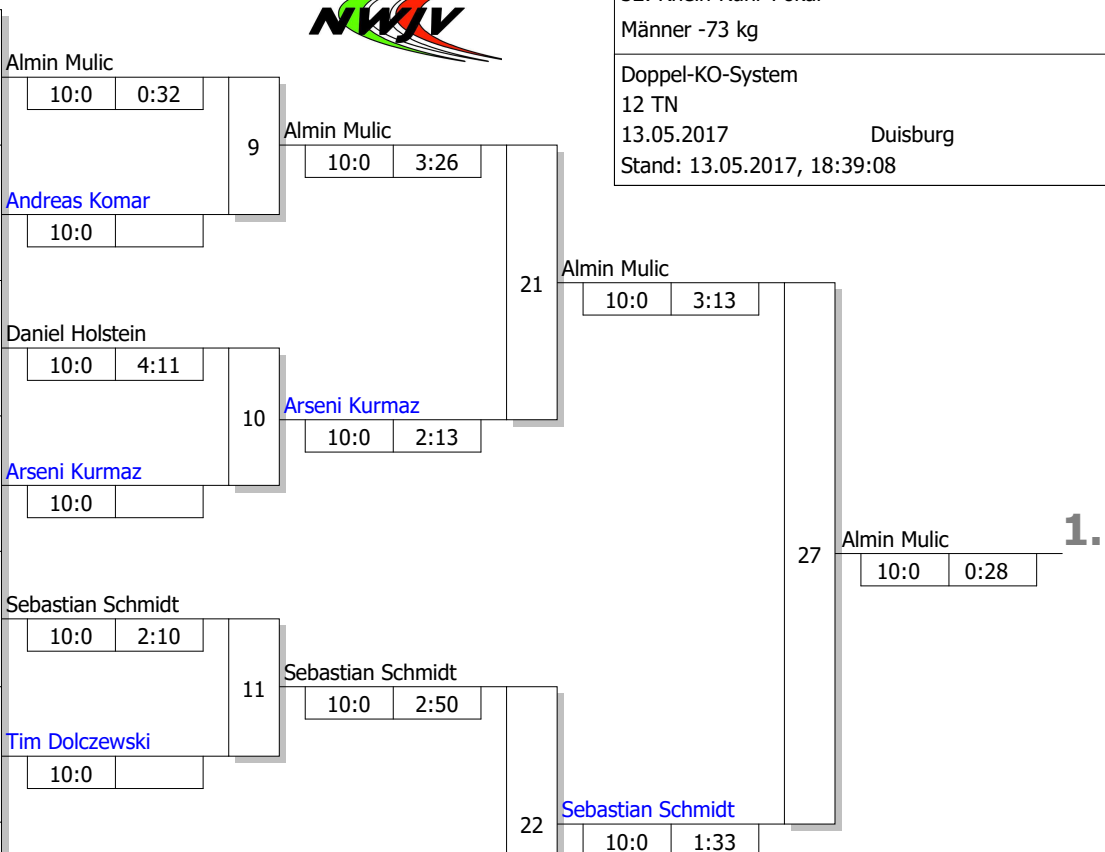 NWJV
Männer -73 kg
Doppel-KO-System
12 TN
13.05.2017 Duisburg
Stand: 13.05.2017, 18:39:08
Almin Mulic
10:0 0:32
9
Andreas Komar
10:0
Almin Mulic
10:0 3:26
Daniel Holstein
10:0 4:11
10
Arseni Kurmaz
10:0
Arseni Kurmaz
10:0 2:13
21
Almin Mulic
10:0 3:13
Sebastian Schmidt
10:0 2:10
11
Tim Dolczewski
10:0
Sebastian Schmidt
10:0 2:50
22
Sebastian Schmidt
10:0 1:33
27
Almin Mulic
10:0 0:28
1.